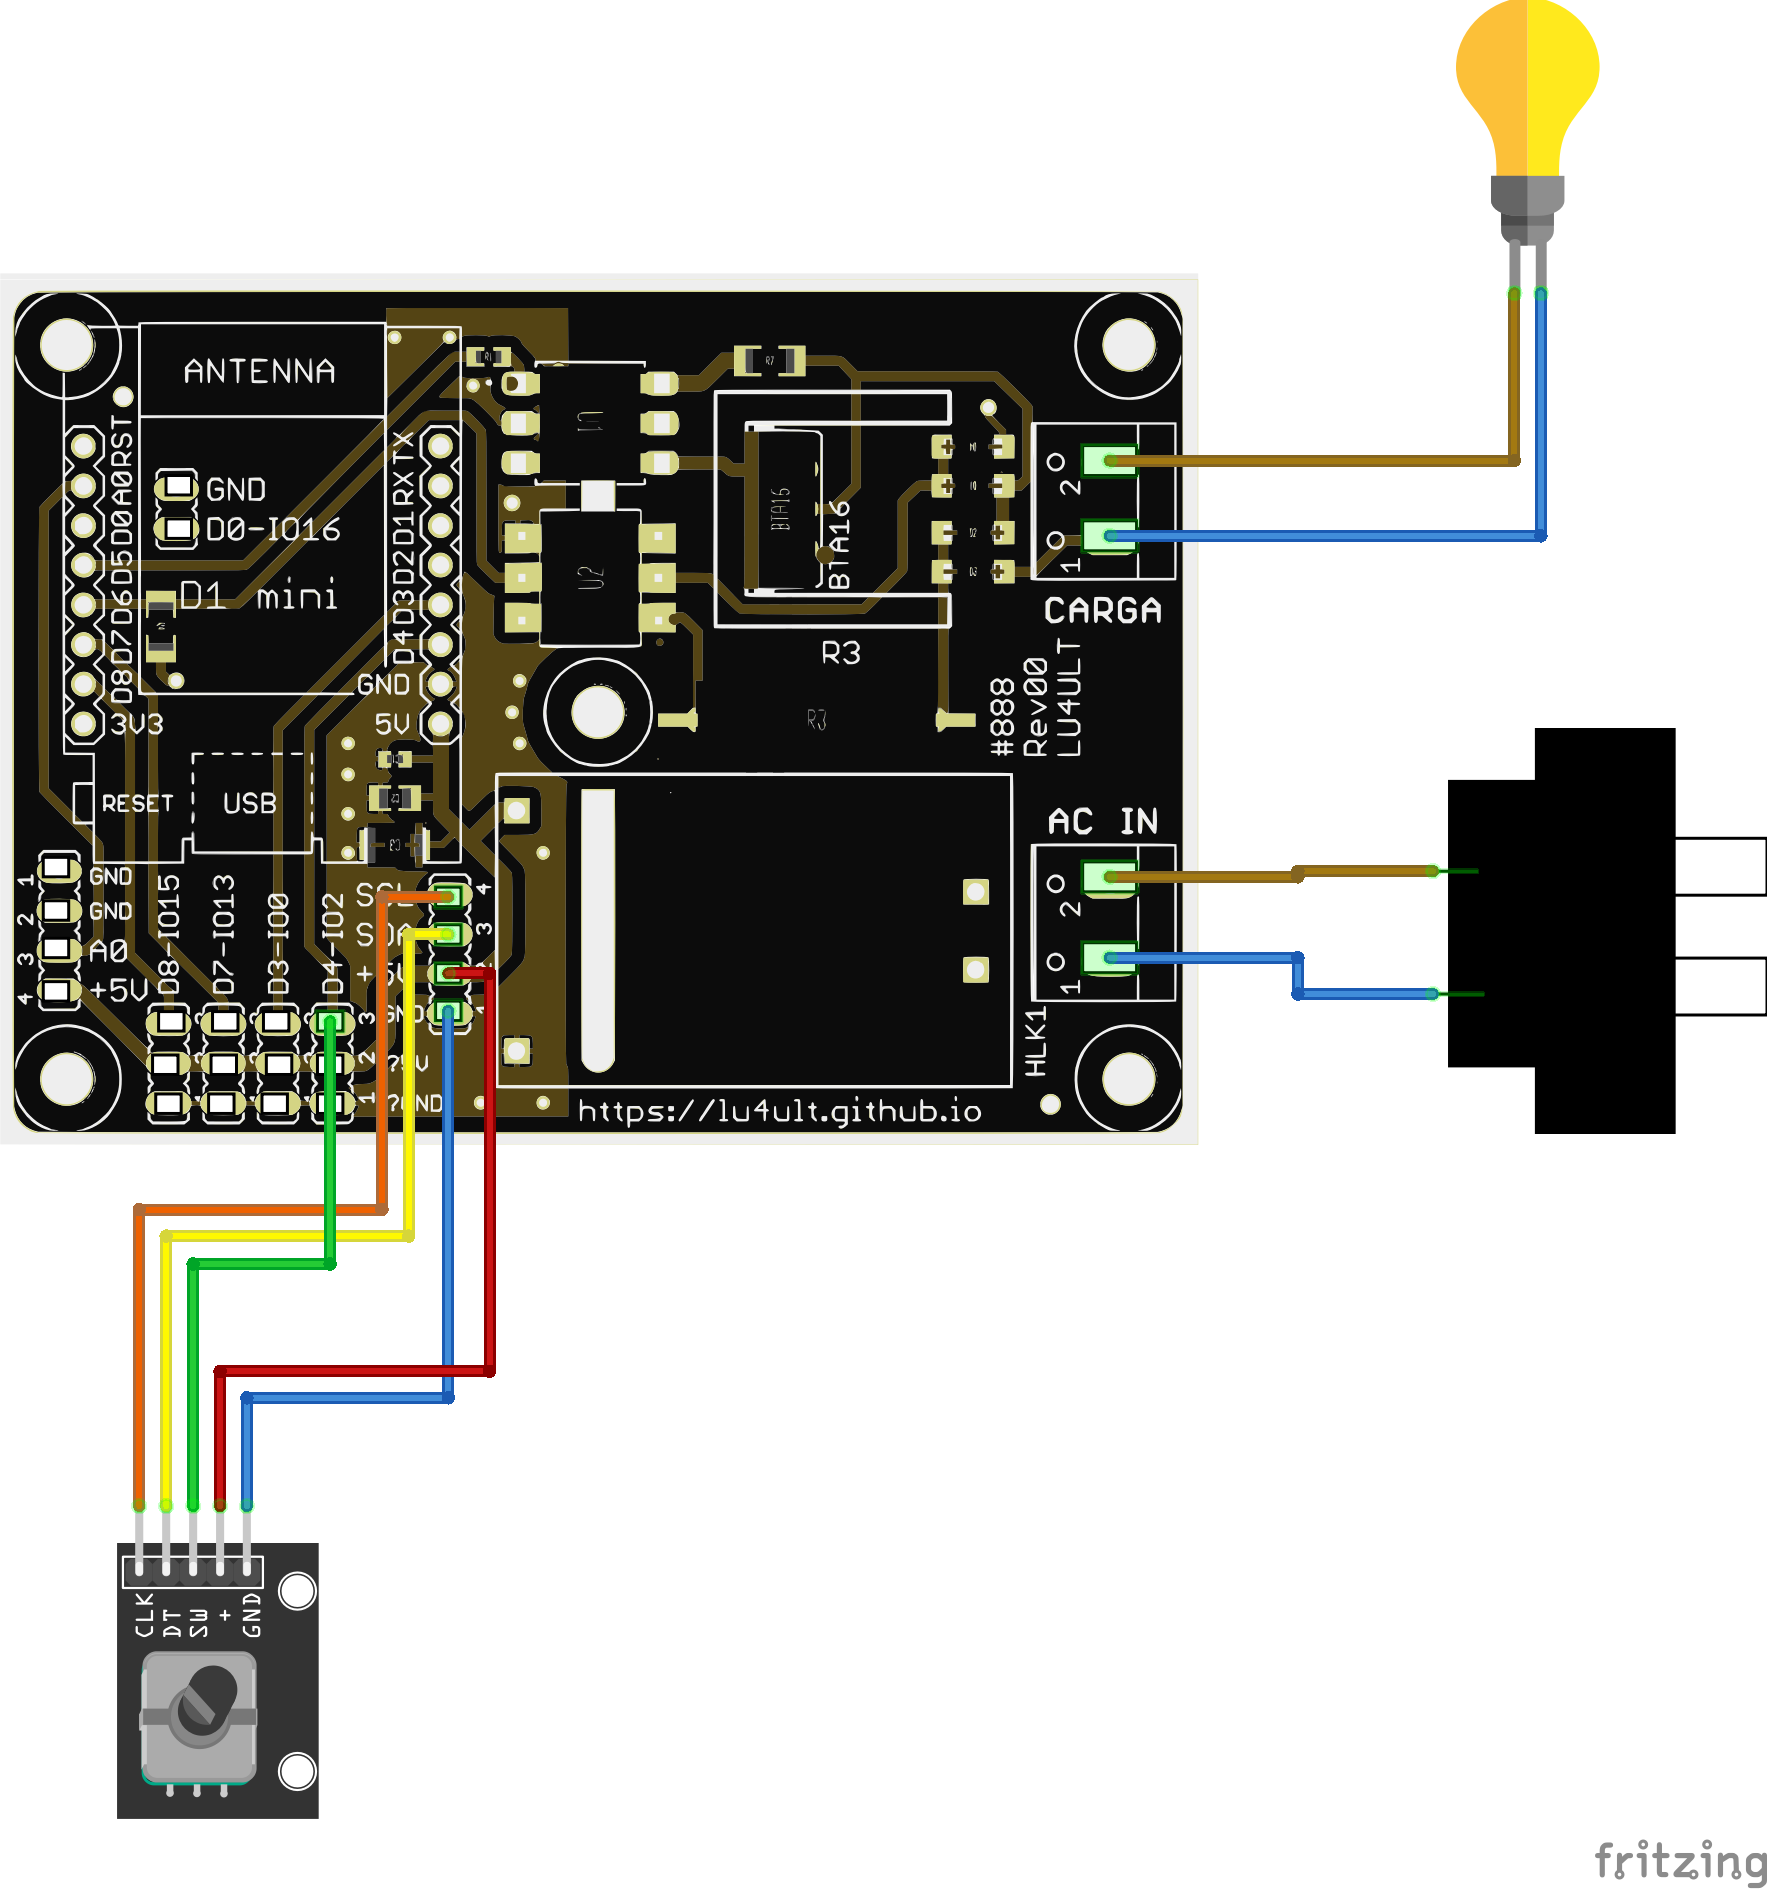 ANTENNA
R1
R7
U1
RST
A0
D0
D5
D6
D7
D8
3V3
TX
RX
D1
D2
D3
D4
GND
5V
GND
D0-IO16
D1 mini
BTA16
BTA16
U2
2
1
CARGA
R3
R3
#888
Rev00
LU4ULT
RESET
USB
AC IN
2
1
HLK1
1
2
3
4
GND
GND
A0
+5V
D8-IO15
D7-IO13
D3-IO0
D4-IO2
SCL
SDA
+5V
GND
4
3
3
2
1
?5V
?GND
https://lu4ult.github.io
CLK
DT
SW
+
GND
fritzing